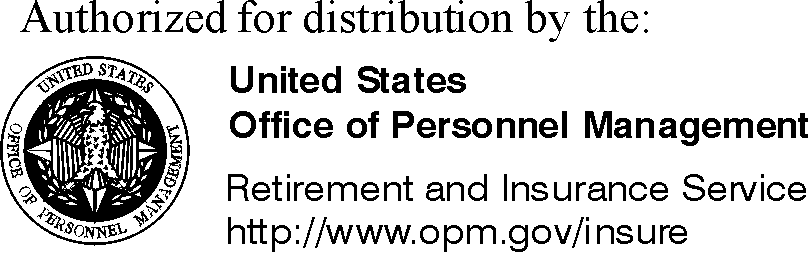 Authorized for distribution by the:
UNITED STATES
OFFICE OF PERSONNEL MANAGEMENT
United States
Office of Personnel Management
Retirement and Insurance Service
http://www.opm.gov/insure